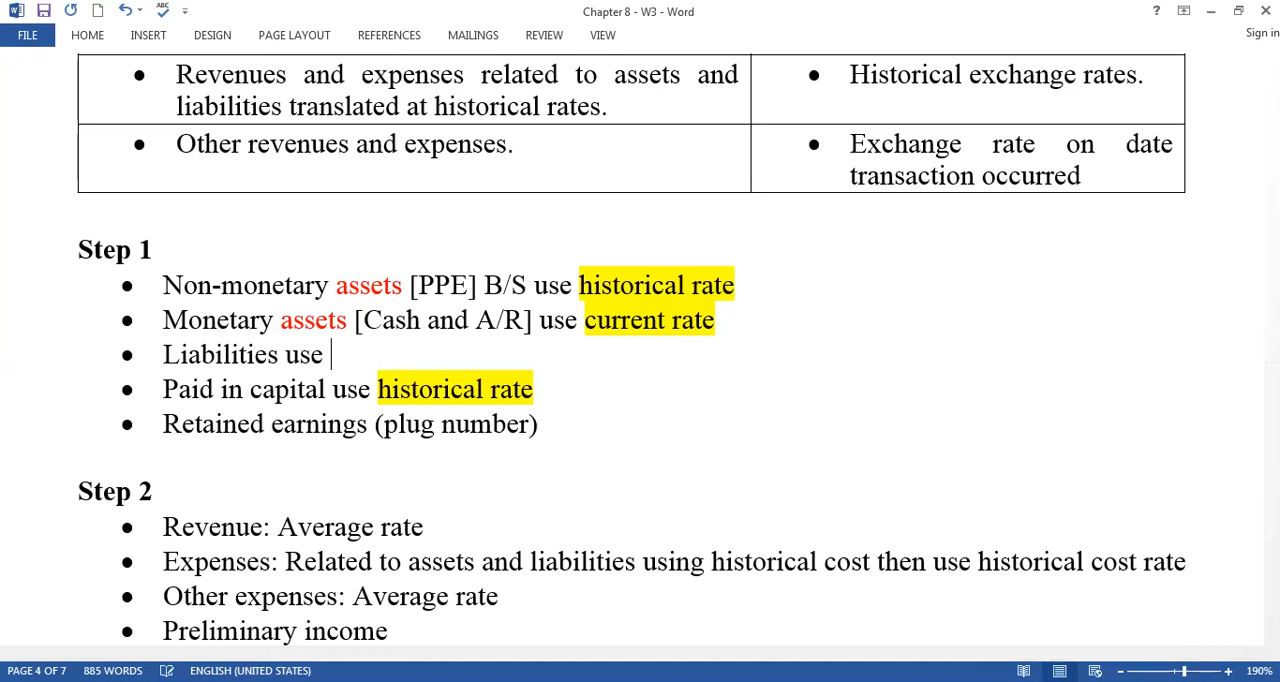 ABC
Chapter 8 - W3 - Word
?
FILE HOME INSERT DESIGN PAGE LAYOUT REFERENCES MAILINGS REVIEW VIEW
Sign in
• Revenues and expenses related to assets and
liabilities translated at historical rates.
• Historical exchange rates.
• Other revenues and expenses.
• Exchange rate on date
transaction occurred
Step 1
• Non-monetary assets [PPE] B/S use historical rate
• Monetary assets [Cash and A/R] use current rate
• Liabilities use
• Paid in capital use historical rate
• Retained earnings (plug number)
Step 2
• Revenue: Average rate
• Expenses: Related to assets and liabilities using historical cost then use historical cost rate
• Other expenses: Average rate
• Preliminary income
PAGE 4 OF 7 885 WORDS ENGLISH (UNITED STATES) 190%